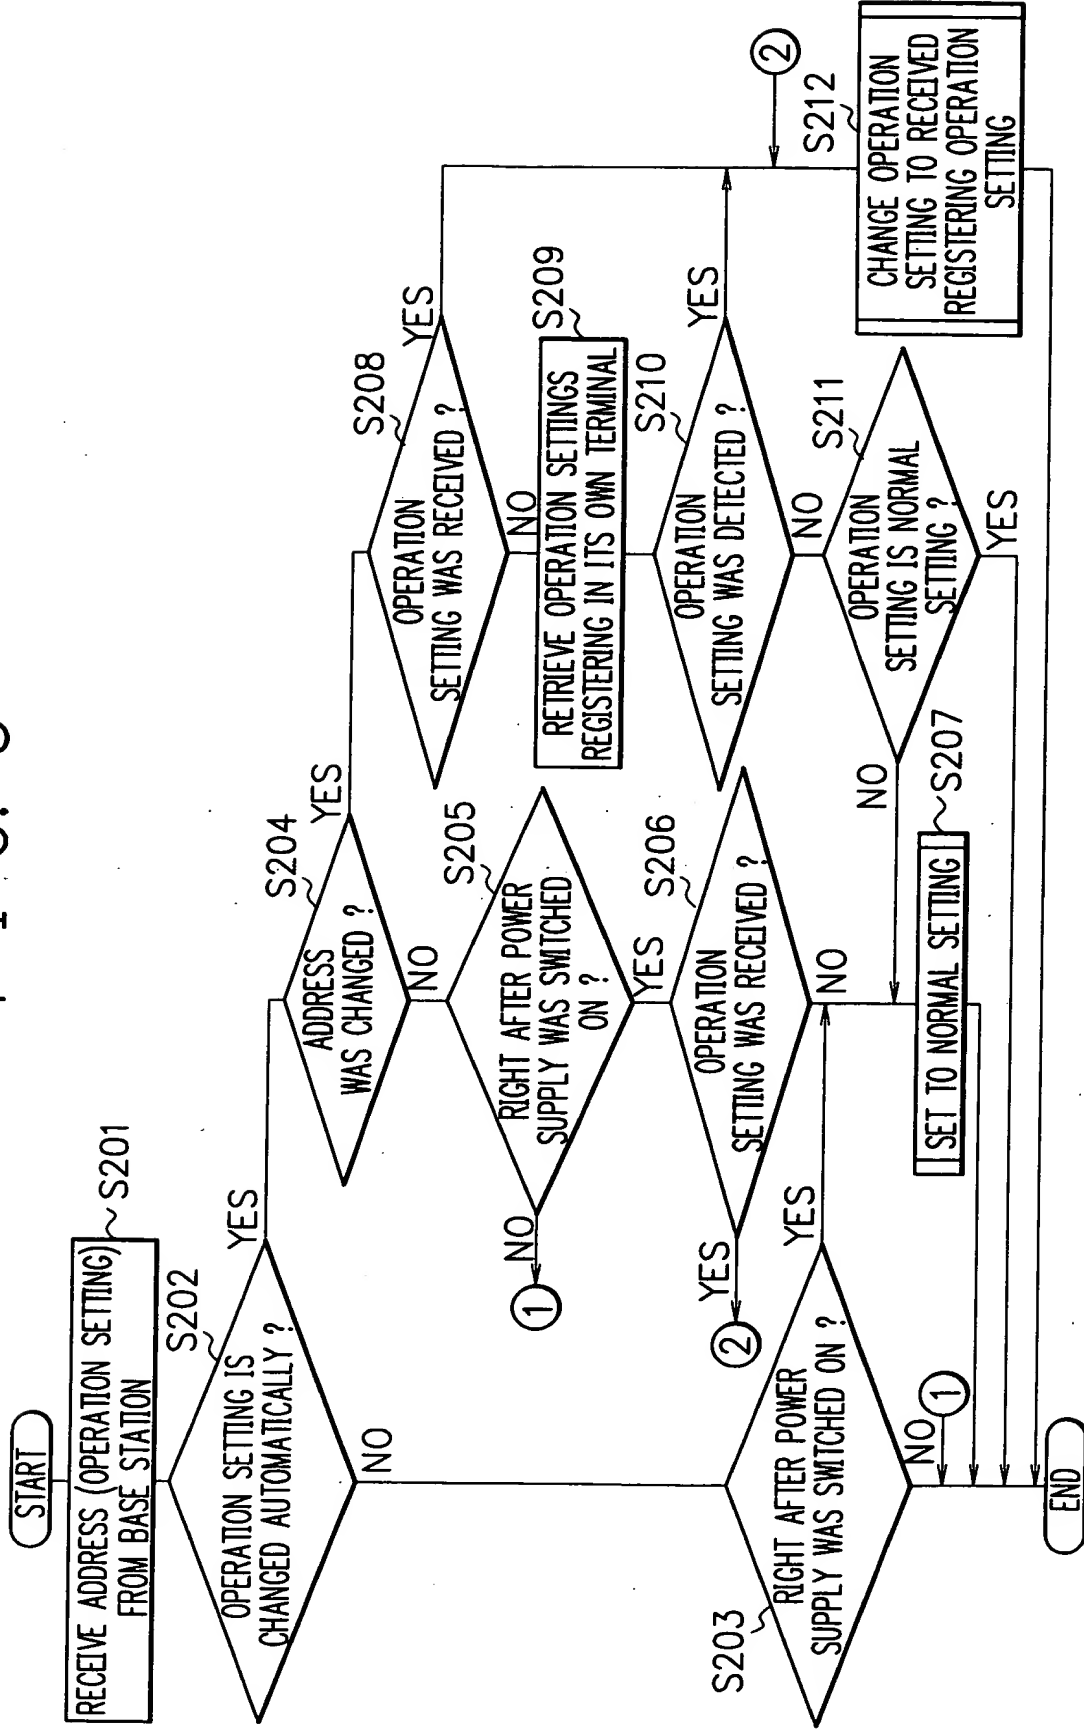 START
RECEIVE ADDRESS (OPERATION SETTING)
FROM BASE STATION
S201
OPERATION SETTING IS
CHANGED AUTOMATICALLY ?
S202
YES
NO
RIGHT AFTER POWER
SUPPLY WAS SWITCHED ON ?
S203
YES
NO
1
END
ADDRESS
WAS CHANGED ?
S204
YES
NO
RIGHT AFTER POWER
SUPPLY WAS SWITCHED
ON ?
S205
NO
1
YES
OPERATION
SETTING WAS RECEIVED ?
S206
YES
2
NO
SET TO NORMAL SETTING
S207
OPERATION
SETTING WAS RECEIVED ?
S208
YES
NO
RETRIEVE OPERATION SETTINGS
REGISTERING IN ITS OWN TERMINAL
S209
OPERATION
SETTING WAS DETECTED ?
S210
YES
NO
OPERATION
SETTING IS NORMAL
SETTING ?
S211
NO
YES
2
CHANGE OPERATION
SETTING TO RECEIVED
REGISTERING OPERATION
SETTING
S212